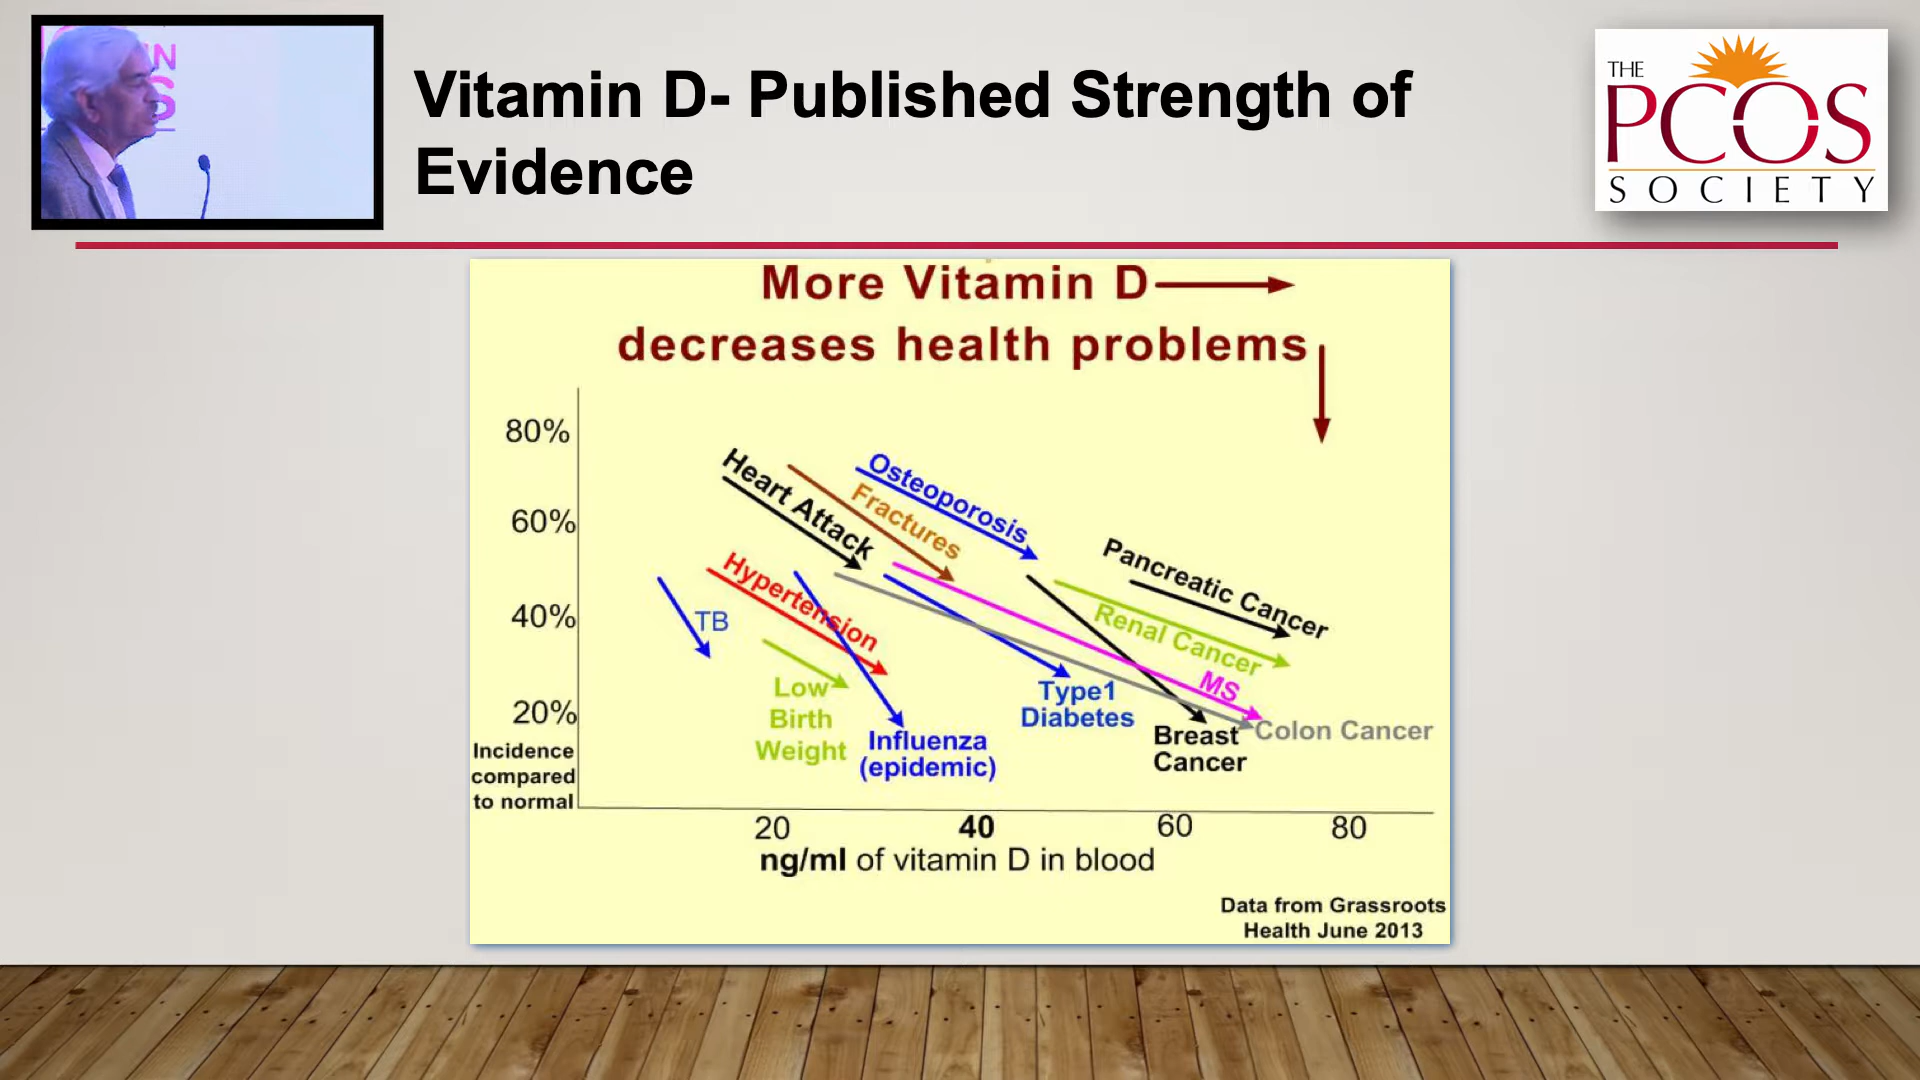 IN
S
Vitamin D- Published Strength of
Evidence
THE
PCOS
SOCIETY
More Vitamin D
decreases health problems
80%
60%
40%
20%
Incidence
compared
to normal
Heart Attack
Fractures
Osteoporosis
Pancreatic Cancer
Hypertension
TB
Renal Cancer
MS
Low
Birth
Weight
Influenza
(epidemic)
Type1
Diabetes
Breast
Cancer
Colon Cancer
20 40 60 80
ng/ml of vitamin D in blood
Data from Grassroots
Health June 2013